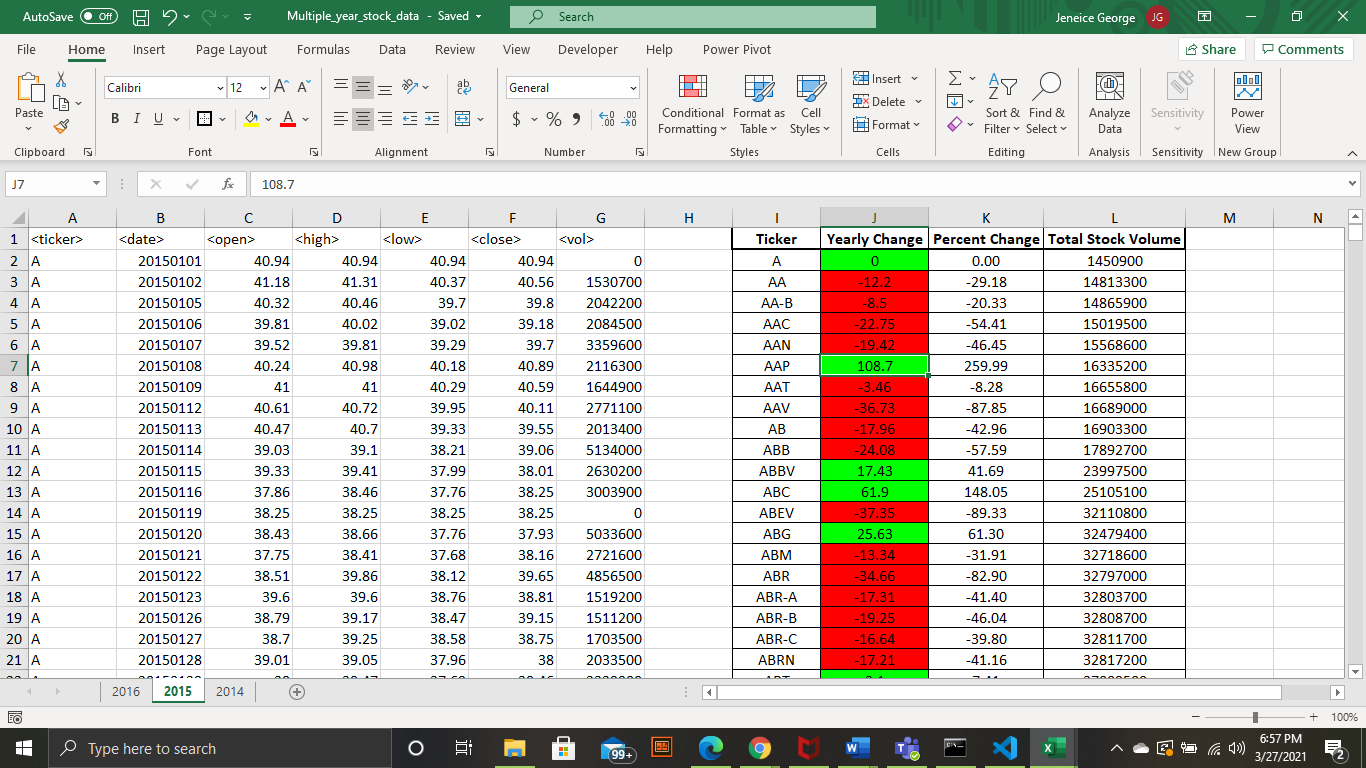 AutoSave Off Multiple_year_stock_data - Saved Search Jeneice George JG
File Home Insert Page Layout Formulas Data Review View Developer Help Power Pivot Share Comments
Paste Calibri 12 A A ab General Conditional Formatting Format as Table Cell Styles Insert Delete Format Sort & Filter Find & Select Analyze Data Sensitivity Power View
B I U A $ % 9
Clipboard Font Alignment Number Styles Cells Editing Analysis Sensitivity New Group
J7 fx 108.7
A B C D E F G H I J K L M N
1 <ticker> <date> <open> <high> <low> <close> <vol> Ticker Yearly Change Percent Change Total Stock Volume
2 A 20150101 40.94 40.94 40.94 40.94 0 A 0 0.00 1450900
3 A 20150102 41.18 41.31 40.37 40.56 1530700 AA -12.2 -29.18 14813300
4 A 20150105 40.32 40.46 39.7 39.8 2042200 AA-B -8.5 -20.33 14865900
5 A 20150106 39.81 40.02 39.02 39.18 2084500 AAC -22.75 -54.41 15019500
6 A 20150107 39.52 39.81 39.29 39.7 3359600 AAN -19.42 -46.45 15568600
7 A 20150108 40.24 40.98 40.18 40.89 2116300 AAP 108.7 259.99 16335200
8 A 20150109 41 41 40.29 40.59 1644900 AAT -3.46 -8.28 16655800
9 A 20150112 40.61 40.72 39.95 40.11 2771100 AAV -36.73 -87.85 16689000
10 A 20150113 40.47 40.7 39.33 39.55 2013400 AB -17.96 -42.96 16903300
11 A 20150114 39.03 39.1 38.21 39.06 5134000 ABB -24.08 -57.59 17892700
12 A 20150115 39.33 39.41 37.99 38.01 2630200 ABBV 17.43 41.69 23997500
13 A 20150116 37.86 38.46 37.76 38.25 3003900 ABC 61.9 148.05 25105100
14 A 20150119 38.25 38.25 38.25 38.25 0 ABEV -37.35 -89.33 32110800
15 A 20150120 38.43 38.66 37.76 37.93 5033600 ABG 25.63 61.30 32479400
16 A 20150121 37.75 38.41 37.68 38.16 2721600 ABM -13.34 -31.91 32718600
17 A 20150122 38.51 39.86 38.12 39.65 4856500 ABR -34.66 -82.90 32797000
18 A 20150123 39.6 39.6 38.76 38.81 1519200 ABR-A -17.31 -41.40 32803700
19 A 20150126 38.79 39.17 38.47 39.15 1511200 ABR-B -19.25 -46.04 32808700
20 A 20150127 38.7 39.25 38.58 38.75 1703500 ABR-C -16.64 -39.80 32811700
21 A 20150128 39.01 39.05 37.96 38 2033500 ABRN -17.21 -41.16 32817200
2016 2015 2014
100%
Type here to search 99+ 6:57 PM
3/27/2021 2